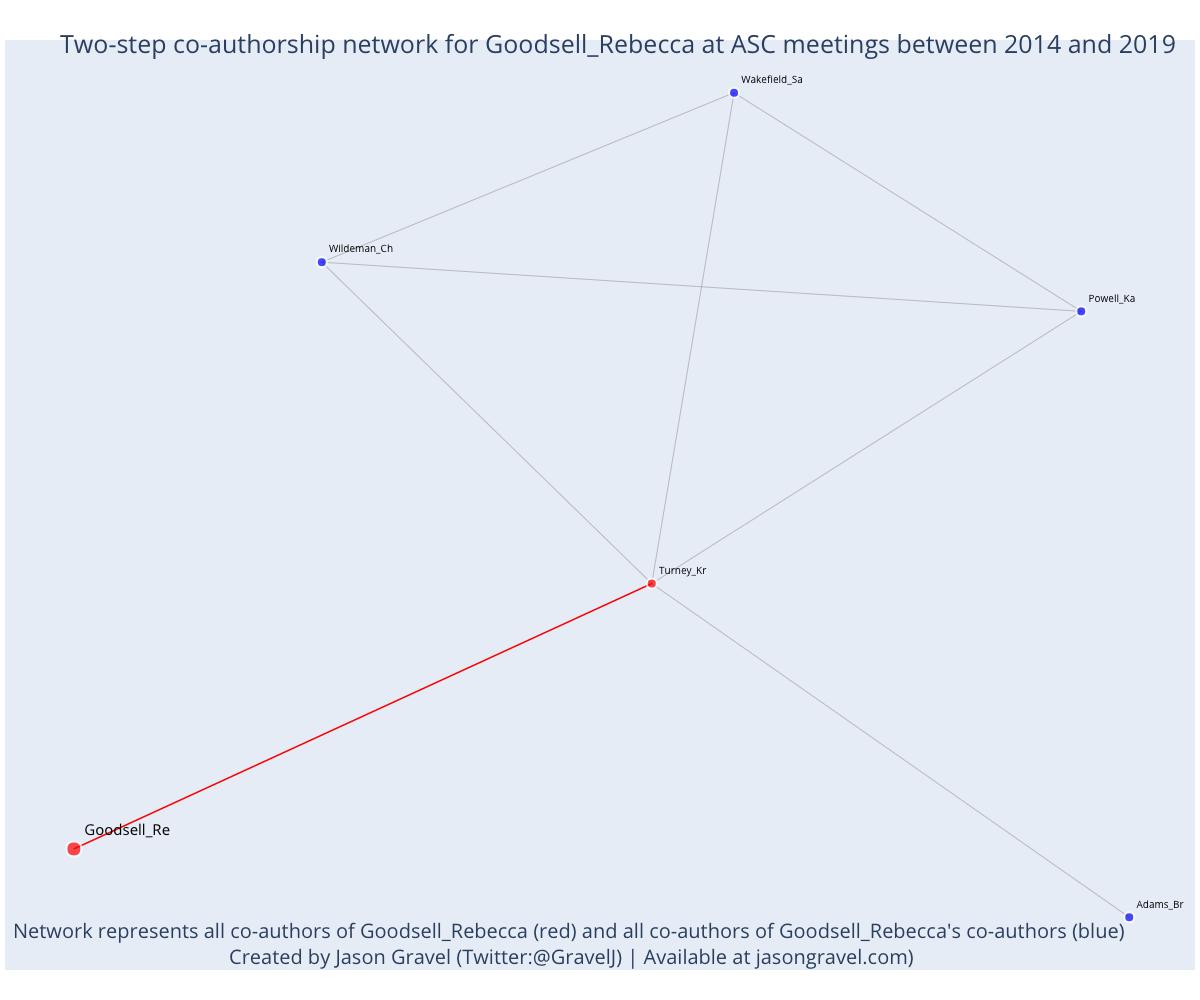 Two-step co-authorship network for Goodsell_Rebecca at ASC meetings between 2014 and 2019
Wakefield_Sa
Wildeman_Ch
Powell_Ka
Turney_Kr
Goodsell_Re
Adams_Br
Network represents all co-authors of Goodsell_Rebecca (red) and all co-authors of Goodsell_Rebecca's co-authors (blue)
Created by Jason Gravel (Twitter:@GravelJ) | Available at jasongravel.com)